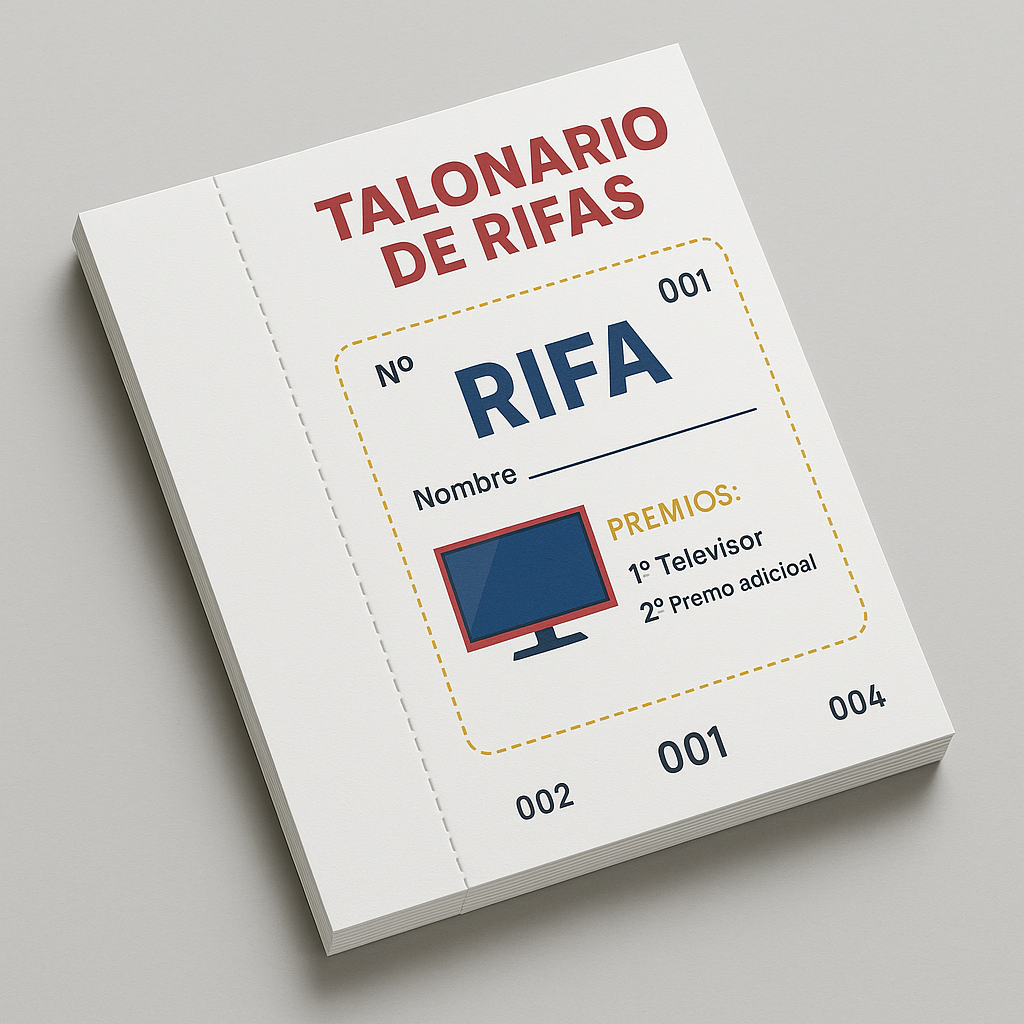 TALONARIO
DE RIFAS
Nº 001
RIFA
Nombre
PREMIOS:
1º Televisor
2º Premo adicioal
002 001 004